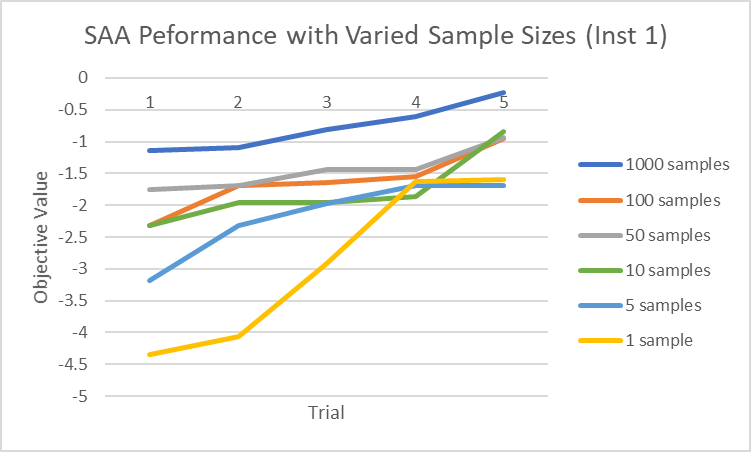 SAA Peformance with Varied Sample Sizes (Inst 1)
0
-0.5
-1
-1.5
-2
-2.5
-3
-3.5
-4
-4.5
-5
1 2 3 4 5
Objective Value
Trial
1000 samples
100 samples
50 samples
10 samples
5 samples
1 sample